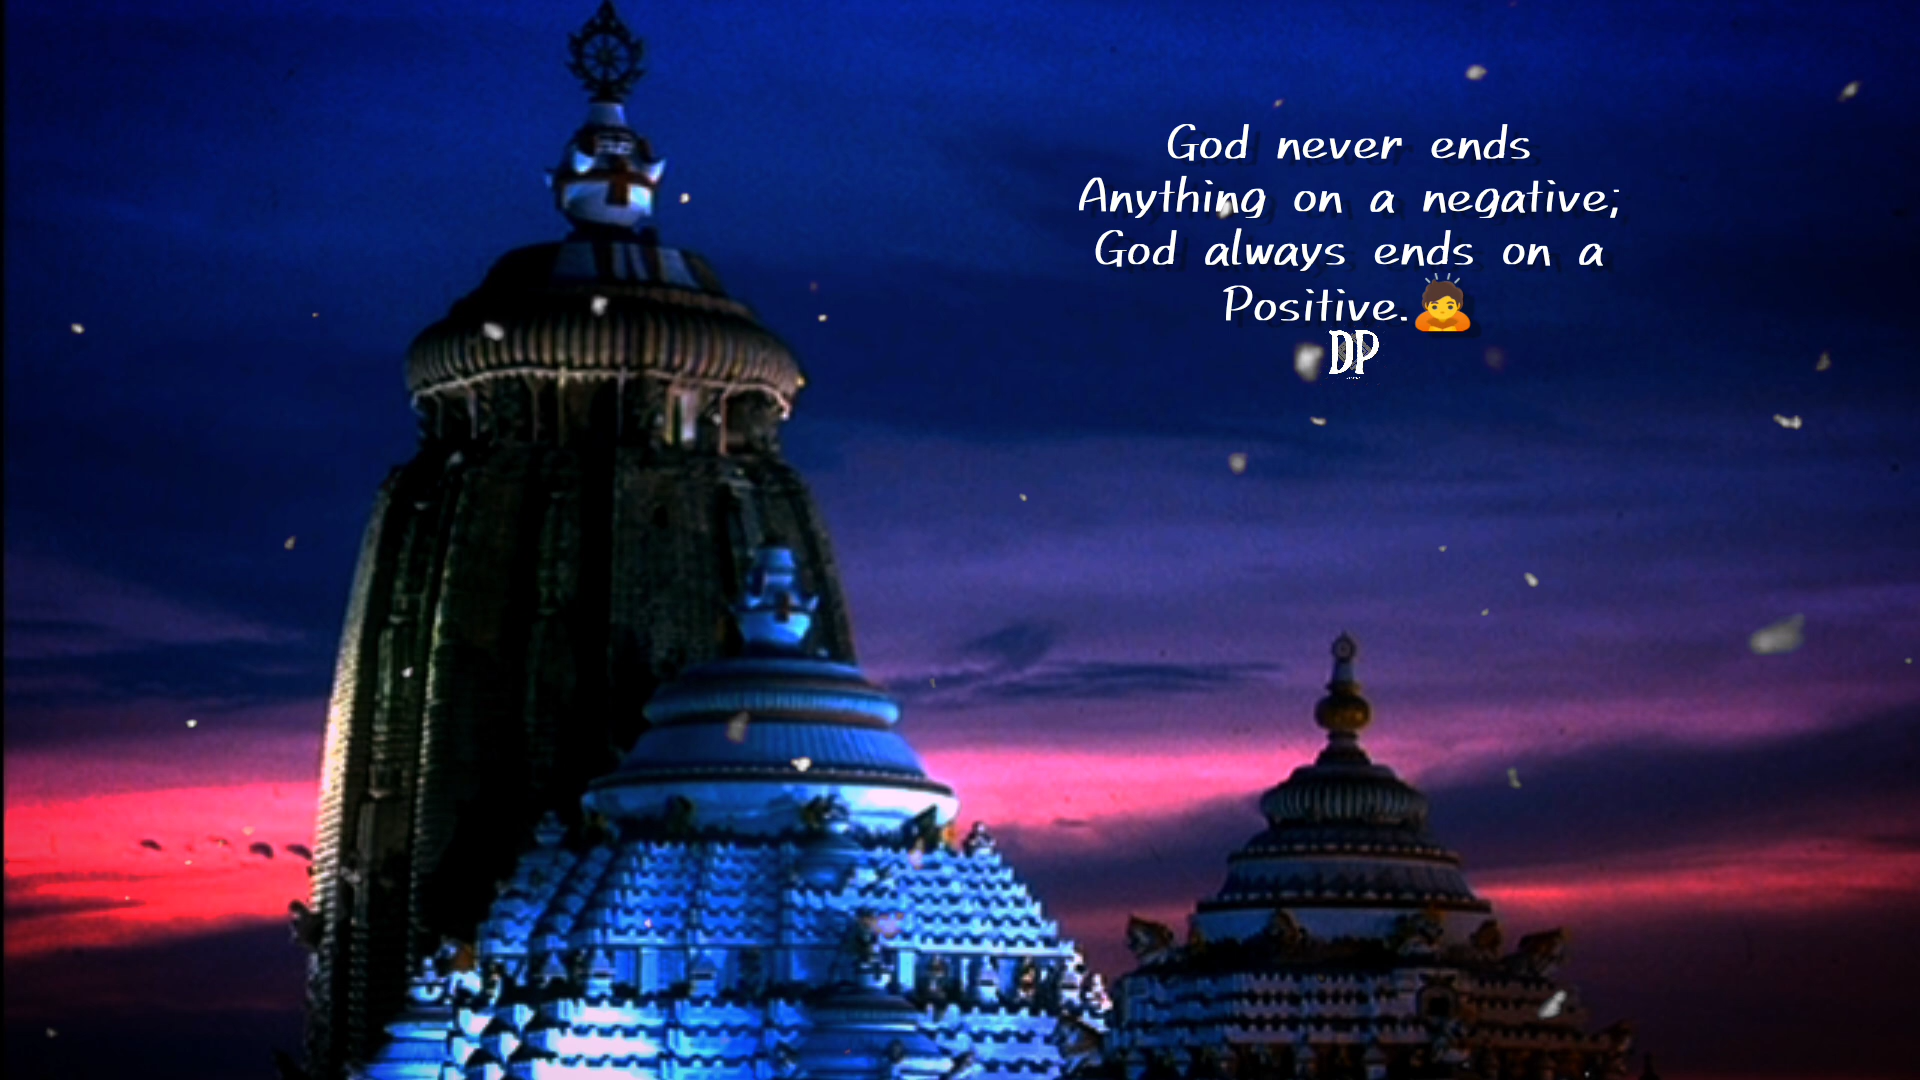 God never ends
Anything on a negative;
God always ends on a
Positive.🙇
DP